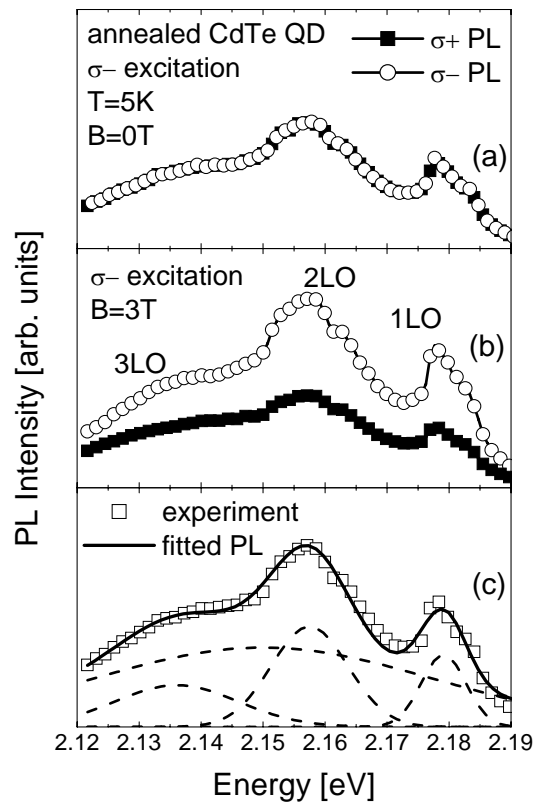 annealed CdTe QD
σ− excitation
T=5K
B=0T
σ+ PL
σ− PL
(a)
σ− excitation
B=3T
2LO
1LO
3LO
(b)
PL Intensity [arb. units]
experiment
fitted PL
(c)
2.12 2.13 2.14 2.15 2.16 2.17 2.18 2.19
Energy [eV]